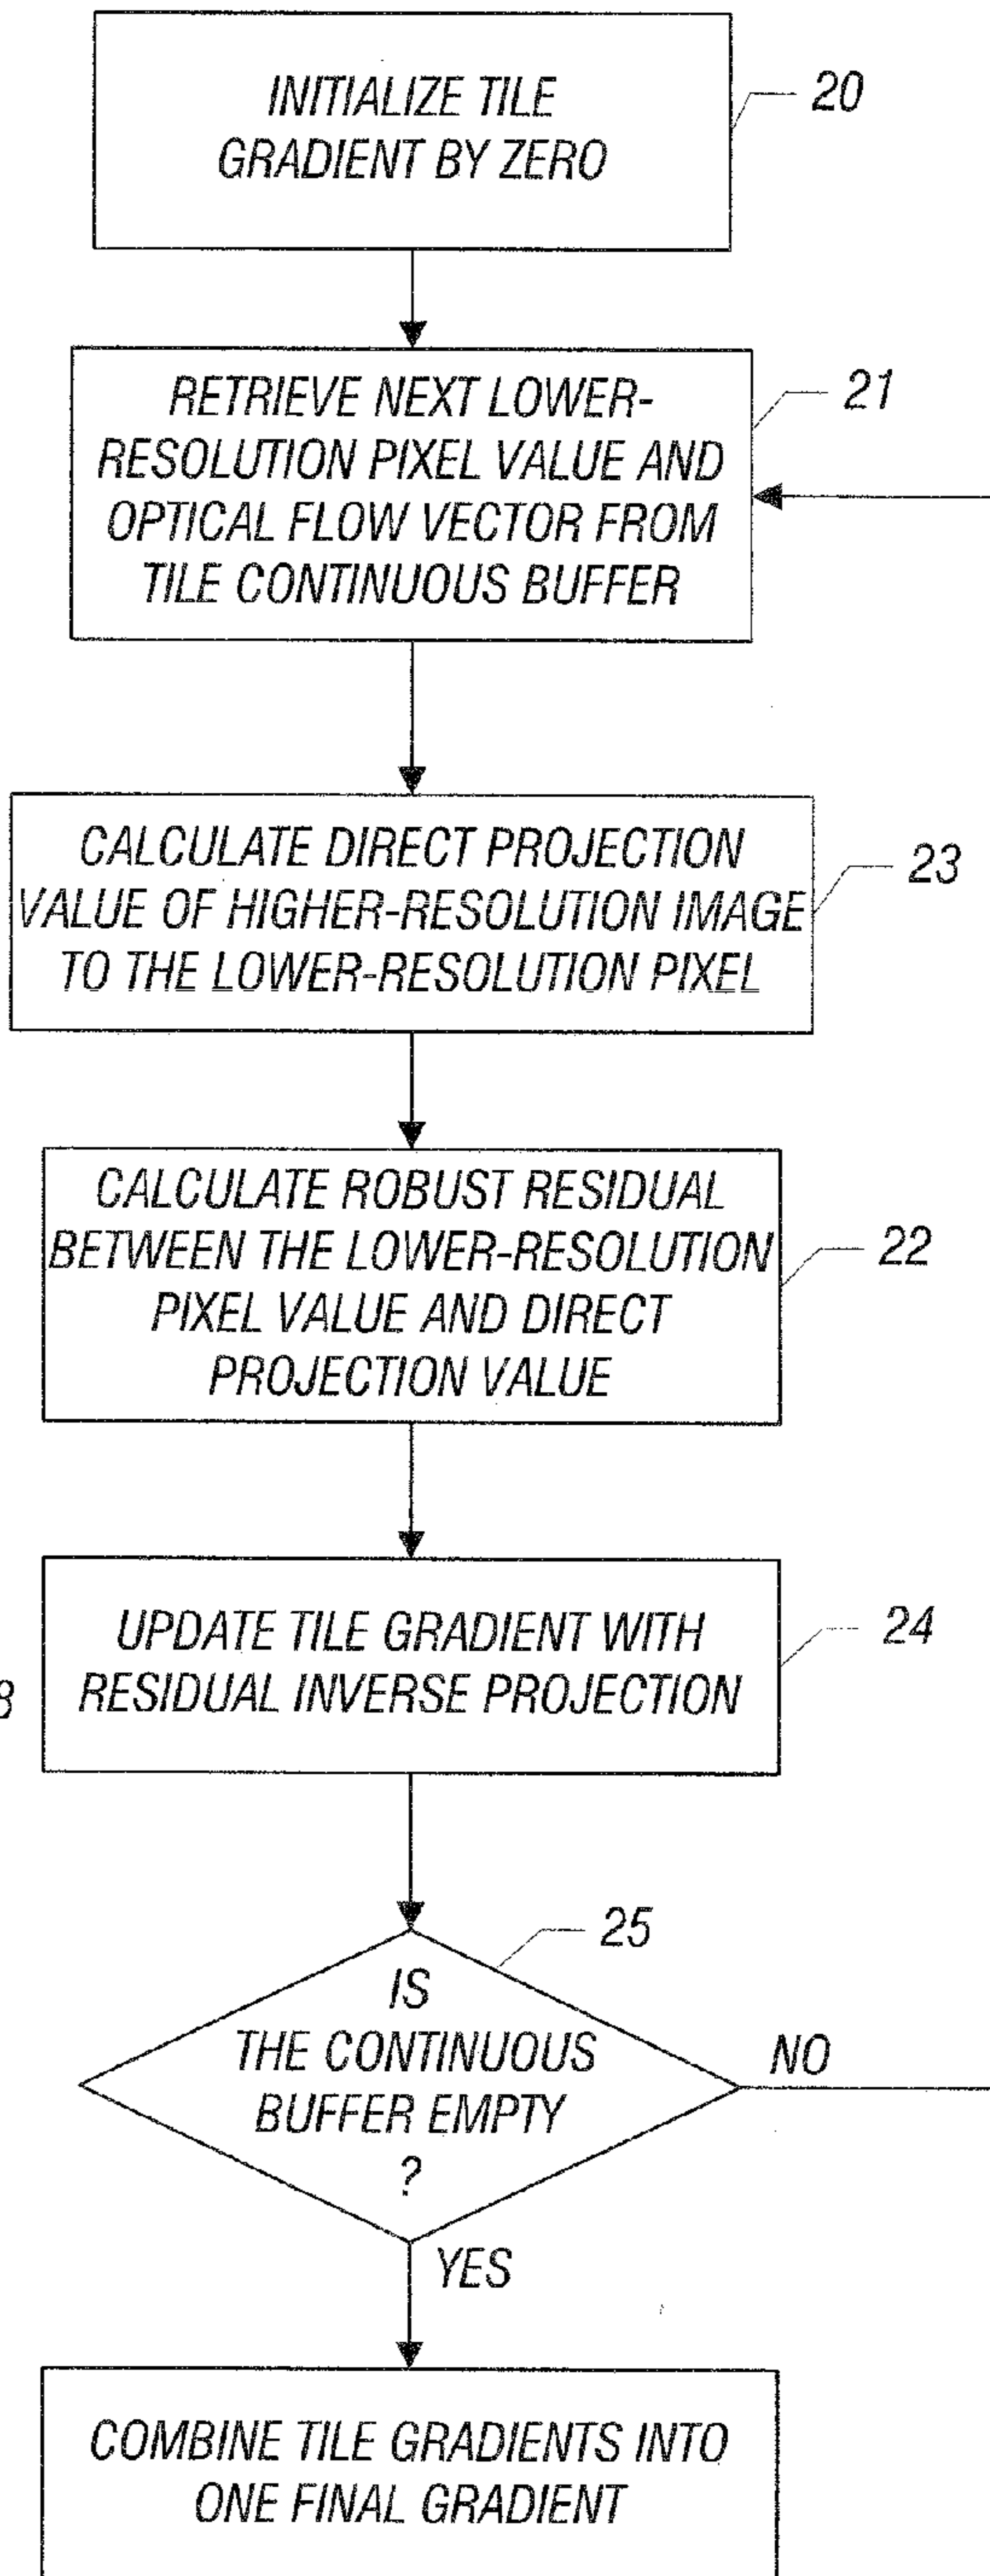 INITIALIZE TILE
GRADIENT BY ZERO
20
RETRIEVE NEXT LOWER-
RESOLUTION PIXEL VALUE AND
OPTICAL FLOW VECTOR FROM
TILE CONTINUOUS BUFFER
21
CALCULATE DIRECT PROJECTION
VALUE OF HIGHER-RESOLUTION IMAGE
TO THE LOWER-RESOLUTION PIXEL
23
CALCULATE ROBUST RESIDUAL
BETWEEN THE LOWER-RESOLUTION
PIXEL VALUE AND DIRECT
PROJECTION VALUE
22
UPDATE TILE GRADIENT WITH
RESIDUAL INVERSE PROJECTION
24
8
25
IS
THE CONTINUOUS
BUFFER EMPTY
?
NO
YES
COMBINE TILE GRADIENTS INTO
ONE FINAL GRADIENT